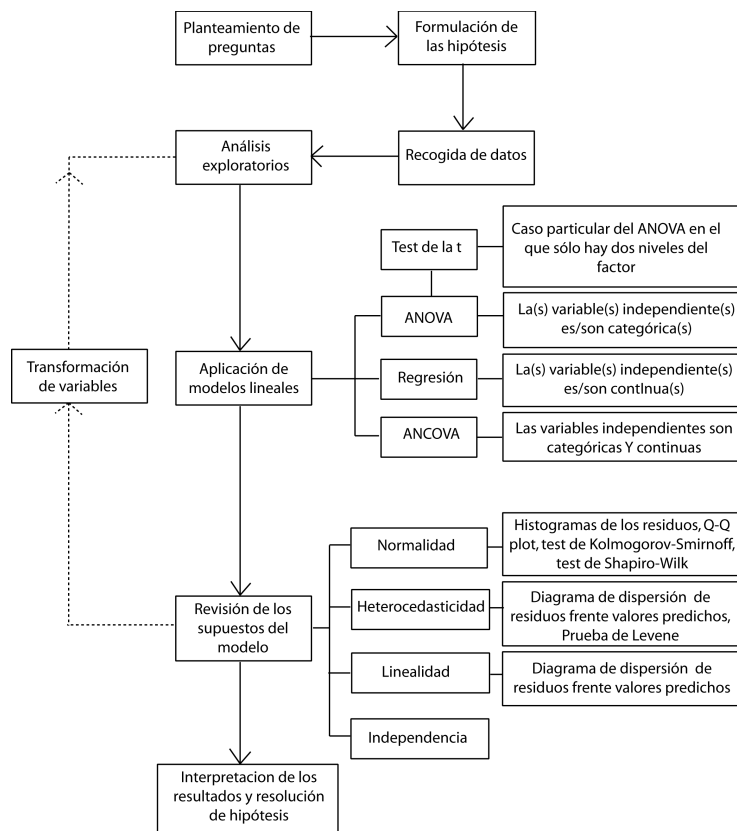 Planteamiento de
preguntas
Formulación de
las hipótesis
Análisis
exploratorios
Recogida de datos
Test de la t
Caso particular del ANOVA en el
que sólo hay dos niveles del
factor
ANOVA
La(s) variable(s) independiente(s)
es/son categórica(s)
Transformación
de variables
Aplicación de
modelos lineales
Regresión
La(s) variable(s) independiente(s)
es/son contInua(s)
ANCOVA
Las variables independientes son
categóricas Y continuas
Normalidad
Histogramas de los residuos, Q-Q
plot, test de Kolmogorov-Smirnoff,
test de Shapiro-Wilk
Revisión de los
supuestos del
modelo
Heterocedasticidad
Diagrama de dispersión de
residuos frente valores predichos,
Prueba de Levene
Linealidad
Diagrama de dispersión de
residuos frente valores predichos
Independencia
Interpretacion de los
resultados y resolución
de hipótesis